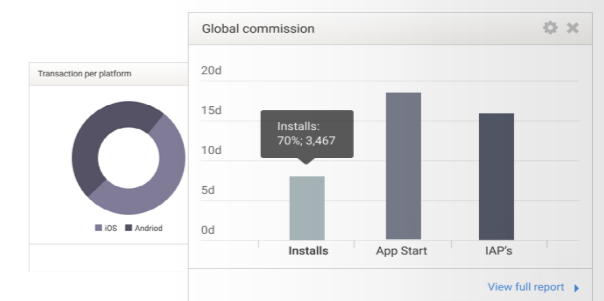 Global commission
20d
15d
10d
5d
0d
Installs:
70%; 3,467
Installs
App Start
IAP's
View full report
Transaction per platform
iOS
Andriod